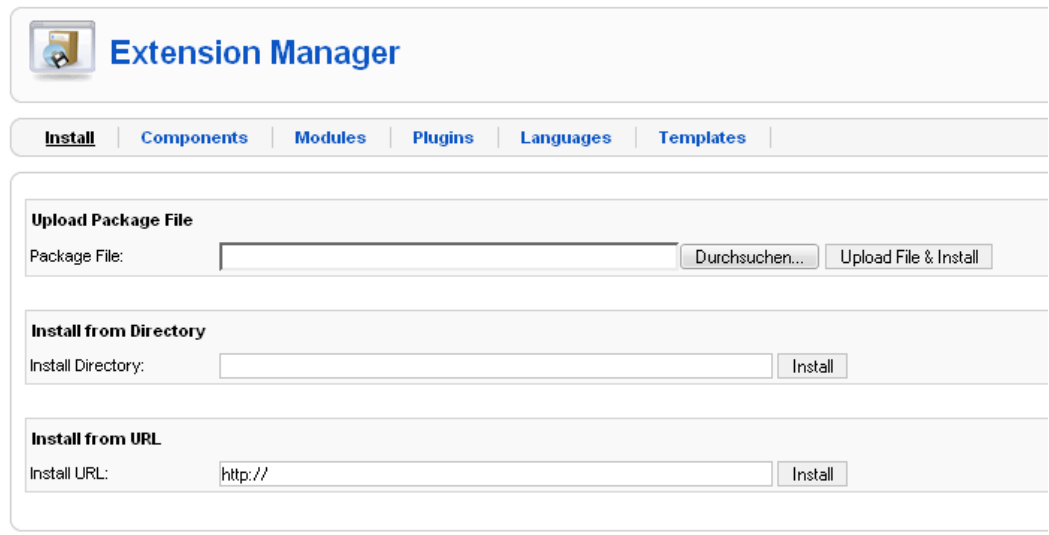 Extension Manager
Install Components Modules Plugins Languages Templates
Upload Package File
Package File: Durchsuchen... Upload File & Install
Install from Directory
Install Directory: Install
Install from URL
Install URL: http:// Install